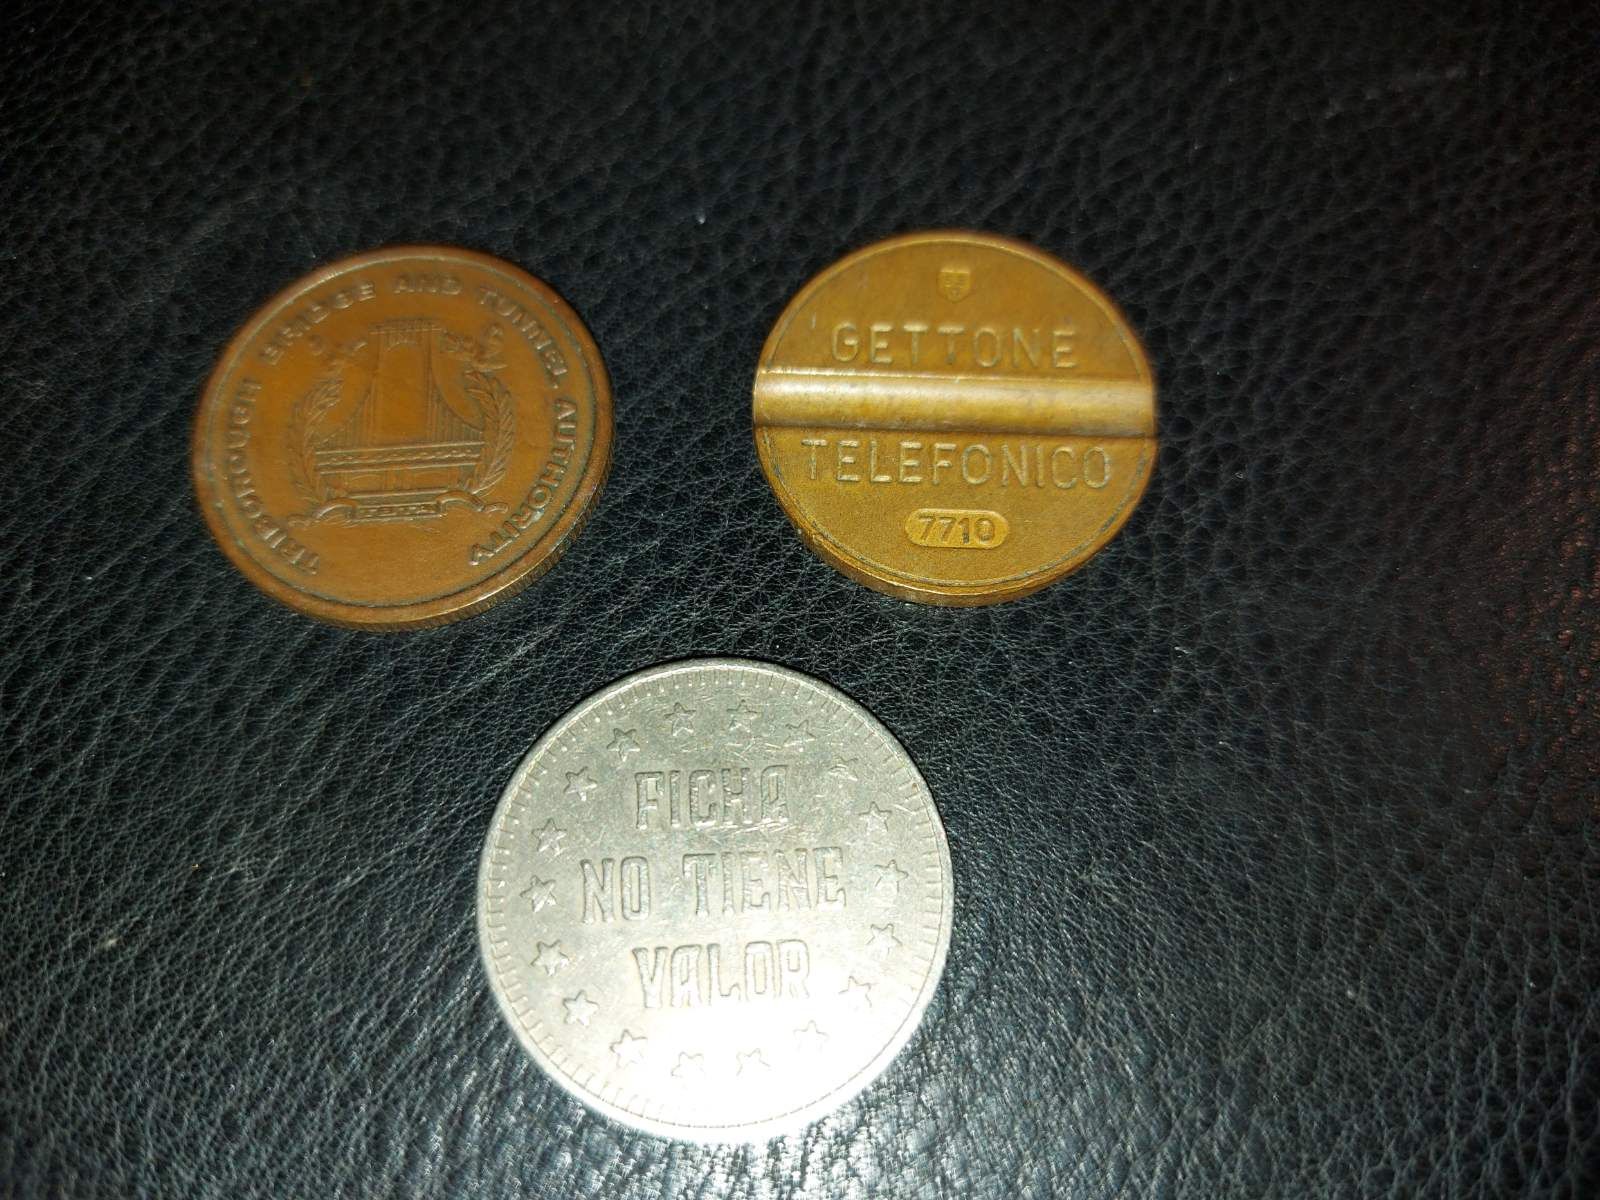 TRIBOROUGH BRIDGE AND TUNNEL AUTHORITY
GETTONE
TELEFONICO
7710
FICHA
NO TIENE
VALOR